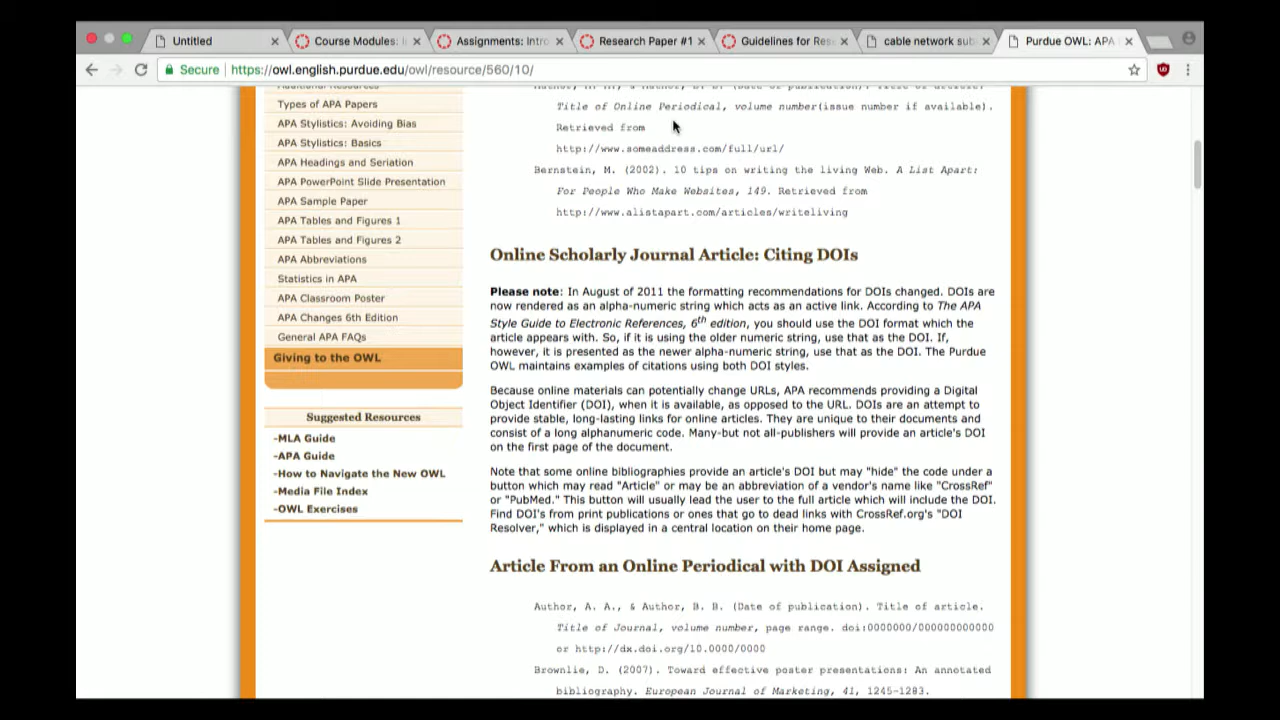 Untitled
Course Modules: I
Assignments: Intro
Research Paper #1
Guidelines for Res
cable network sub
Purdue OWL: APA
Secure
https://owl.english.purdue.edu/owl/resource/560/10/
Additional Resources
Types of APA Papers
APA Stylistics: Avoiding Bias
APA Stylistics: Basics
APA Headings and Seriation
APA PowerPoint Slide Presentation
APA Sample Paper
APA Tables and Figures 1
APA Tables and Figures 2
APA Abbreviations
Statistics in APA
APA Classroom Poster
APA Changes 6th Edition
General APA FAQs
Giving to the OWL
Suggested Resources
-MLA Guide
-APA Guide
-How to Navigate the New OWL
-Media File Index
-OWL Exercises
Title of Online Periodical, volume number(issue number if available).
Retrieved from
http://www.someaddress.com/full/url/
Bernstein, M. (2002). 10 tips on writing the living Web. A List Apart:
For People Who Make Websites, 149. Retrieved from
http://www.alistapart.com/articles/writeliving
Online Scholarly Journal Article: Citing DOIs
Please note: In August of 2011 the formatting recommendations for DOIs changed. DOIs are
now rendered as an alpha-numeric string which acts as an active link. According to The APA
Style Guide to Electronic References, 6th edition, you should use the DOI format which the
article appears with. So, if it is using the older numeric string, use that as the DOI. If,
however, it is presented as the newer alpha-numeric string, use that as the DOI. The Purdue
OWL maintains examples of citations using both DOI styles.
Because online materials can potentially change URLs, APA recommends providing a Digital
Object Identifier (DOI), when it is available, as opposed to the URL. DOIs are an attempt to
provide stable, long-lasting links for online articles. They are unique to their documents and
consist of a long alphanumeric code. Many-but not all-publishers will provide an article's DOI
on the first page of the document.
Note that some online bibliographies provide an article's DOI but may "hide" the code under a
button which may read "Article" or may be an abbreviation of a vendor's name like "CrossRef"
or "PubMed." This button will usually lead the user to the full article which will include the DOI.
Find DOI's from print publications or ones that go to dead links with CrossRef.org's "DOI
Resolver," which is displayed in a central location on their home page.
Article From an Online Periodical with DOI Assigned
Author, A. A., & Author, B. B. (Date of publication). Title of article.
Title of Journal, volume number, page range. doi:0000000/000000000000
or http://dx.doi.org/10.0000/0000
Brownlie, D. (2007). Toward effective poster presentations: An annotated
bibliography. European Journal of Marketing, 41, 1245-1283.